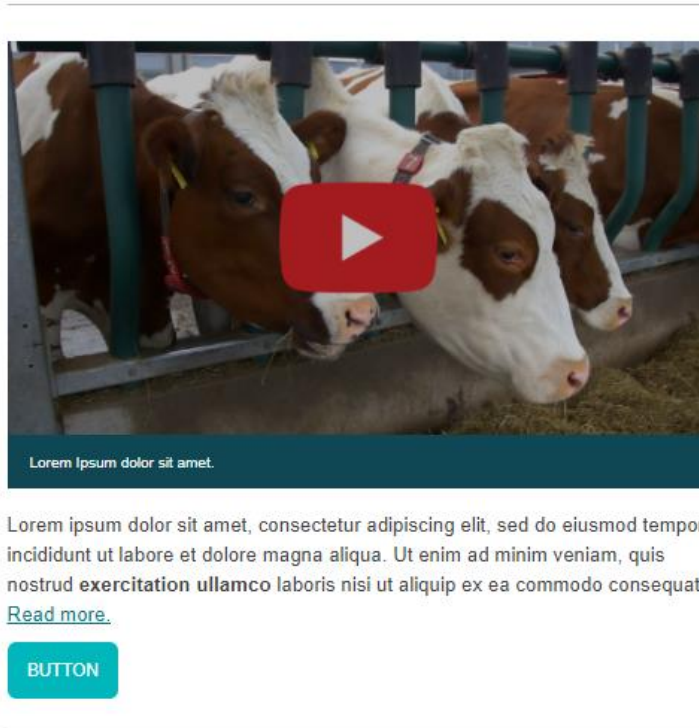 Lorem Ipsum dolor sit amet.
Lorem ipsum dolor sit amet, consectetur adipiscing elit, sed do eiusmod tempo
incididunt ut labore et dolore magna aliqua. Ut enim ad minim veniam, quis
nostrud exercitation ullamco laboris nisi ut aliquip ex ea commodo consequat
Read more.
BUTTON